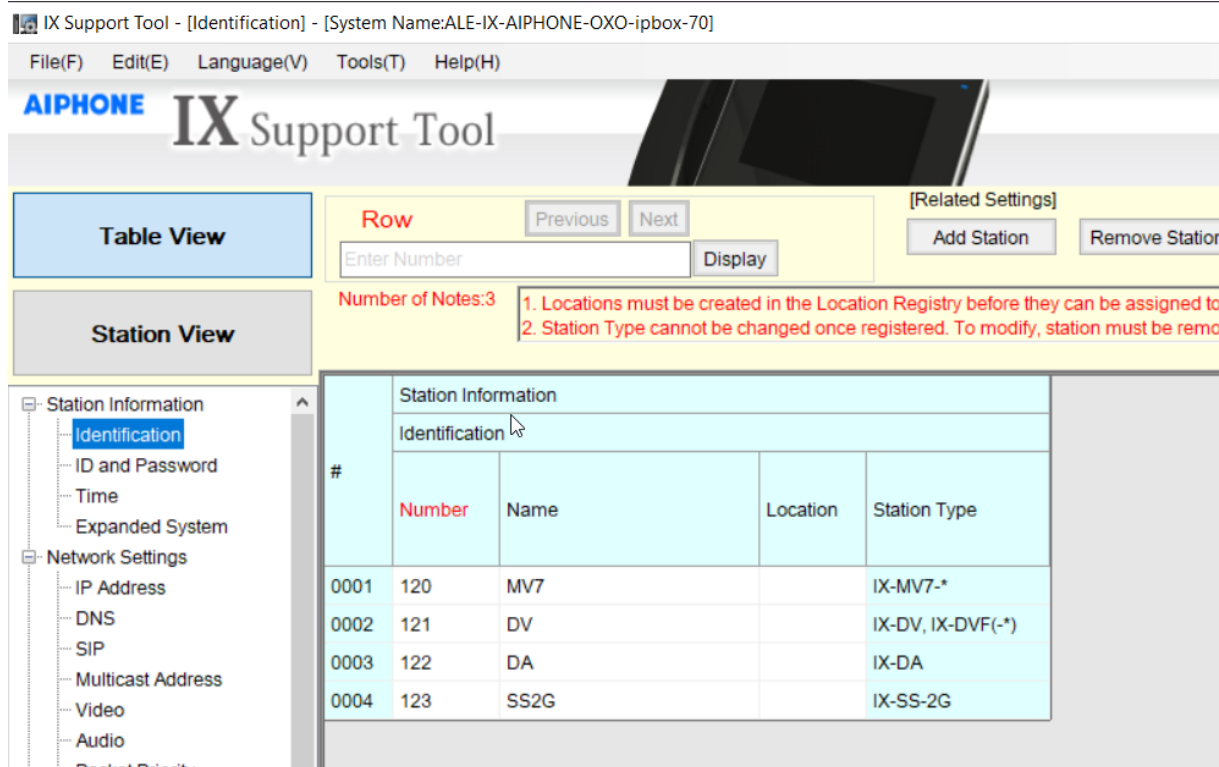 IX Support Tool - [Identification] - [System Name:ALE-IX-AIPHONE-OXO-ipbox-70]
File(F) Edit(E) Language(V) Tools(T) Help(H)
AIPHONE IX Support Tool
Table View
Station View
Row Previous Next
Enter Number Display
[Related Settings]
Add Station Remove Station
Number of Notes:3
1. Locations must be created in the Location Registry before they can be assigned to
2. Station Type cannot be changed once registered. To modify, station must be remo
Station Information
Identification
ID and Password
Time
Expanded System
Network Settings
IP Address
DNS
SIP
Multicast Address
Video
Audio
Packet Priority
Station Information
Identification
# Number Name Location Station Type
0001 120 MV7 IX-MV7-*
0002 121 DV IX-DV, IX-DVF(-*)
0003 122 DA IX-DA
0004 123 SS2G IX-SS-2G